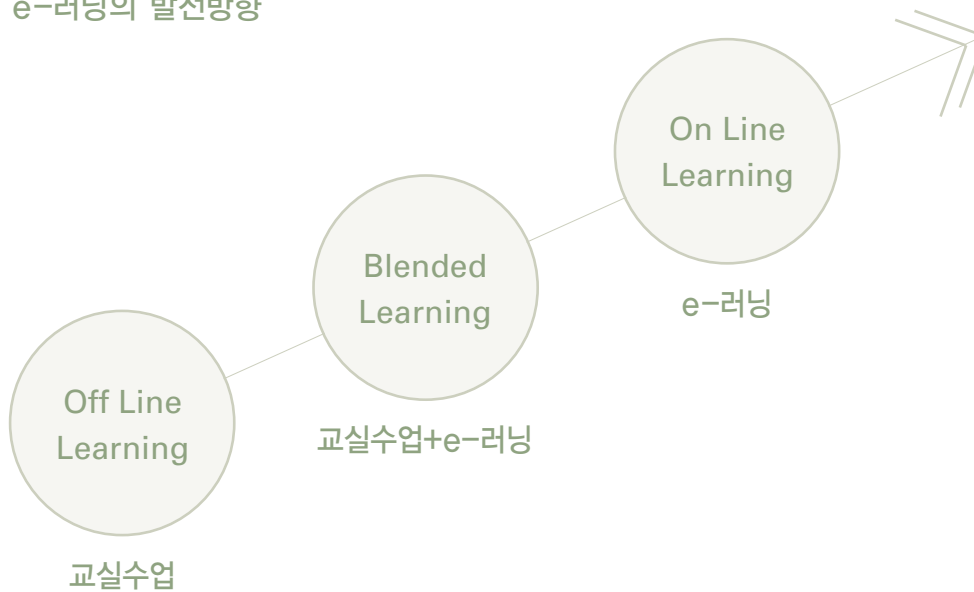 e-러닝의 발전방향
On Line
Learning
e-러닝
Blended
Learning
교실수업+e-러닝
Off Line
Learning
교실수업